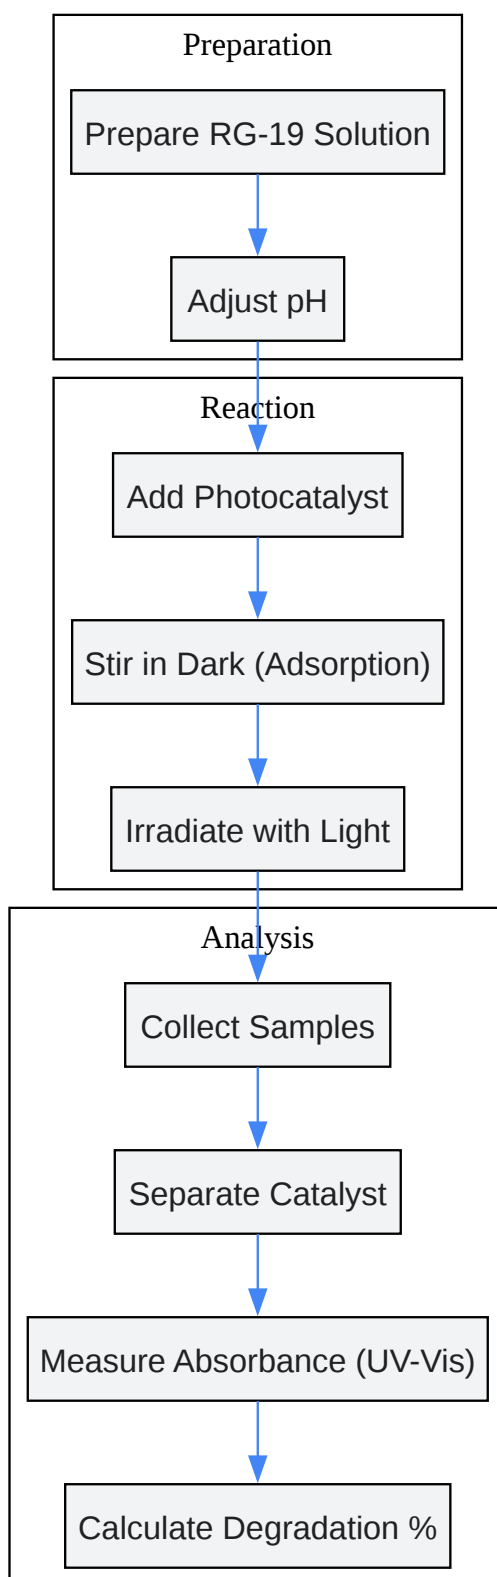 Preparation
Prepare RG-19 Solution
Adjust pH
Reaction
Add Photocatalyst
Stir in Dark (Adsorption)
Irradiate with Light
Analysis
Collect Samples
Separate Catalyst
Measure Absorbance (UV-Vis)
Calculate Degradation %